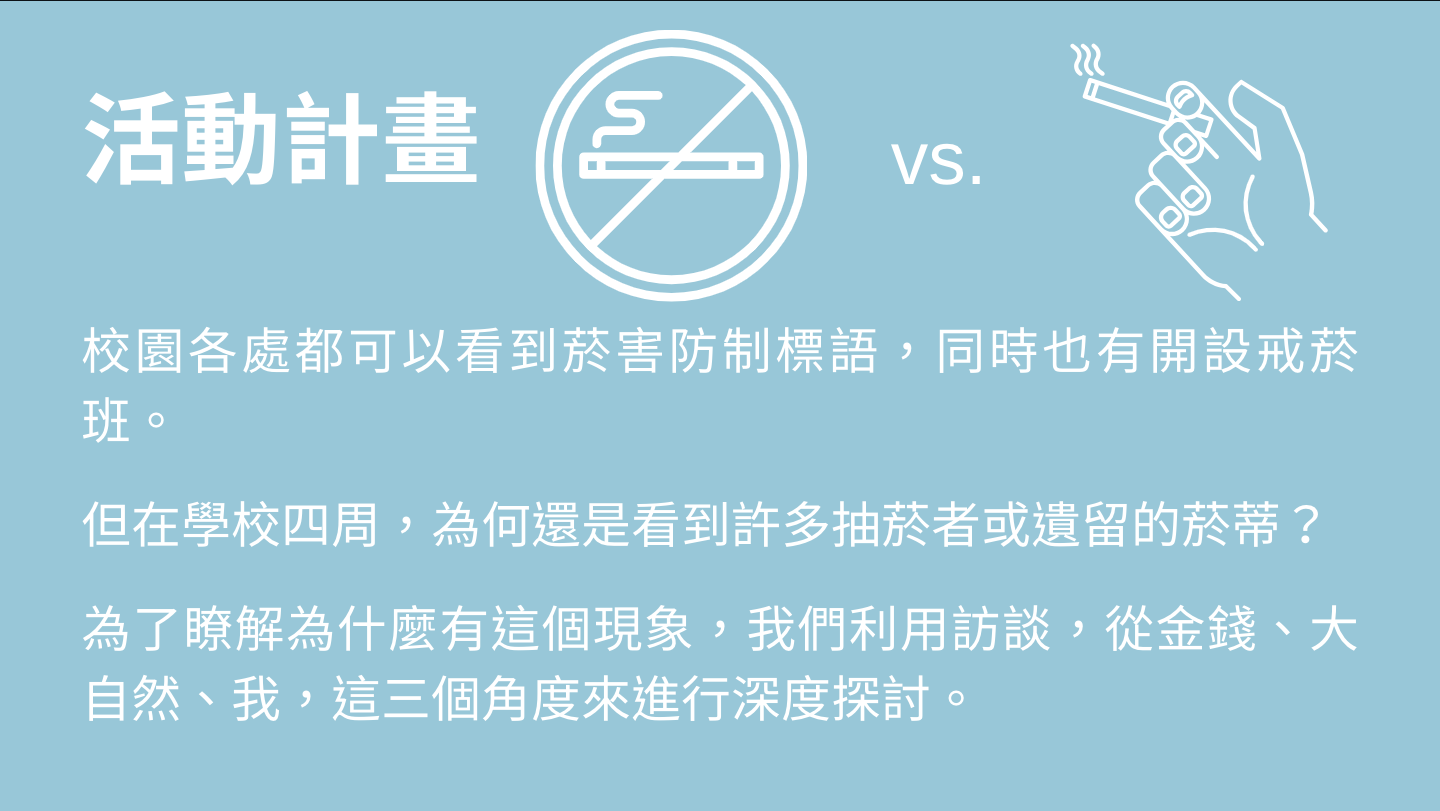 活動計畫
vs.
校園各處都可以看到菸害防制標語，同時也有開設戒菸
班。
但在學校四周，為何還是看到許多抽菸者或遺留的菸蒂？
為了瞭解為什麼有這個現象，我們利用訪談，從金錢、大
自然、我，這三個角度來進行深度探討。